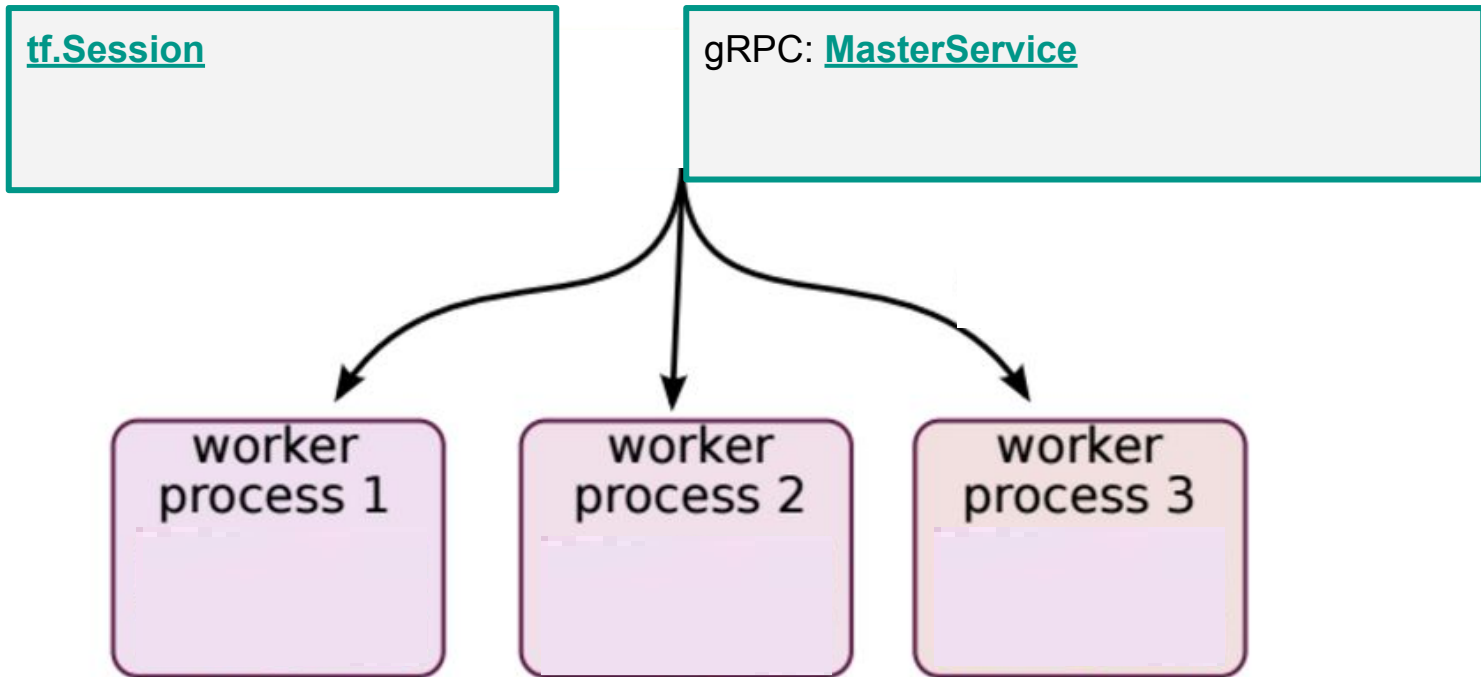 tf.Session
gRPC: MasterService
worker
process 1
worker
process 2
worker
process 3